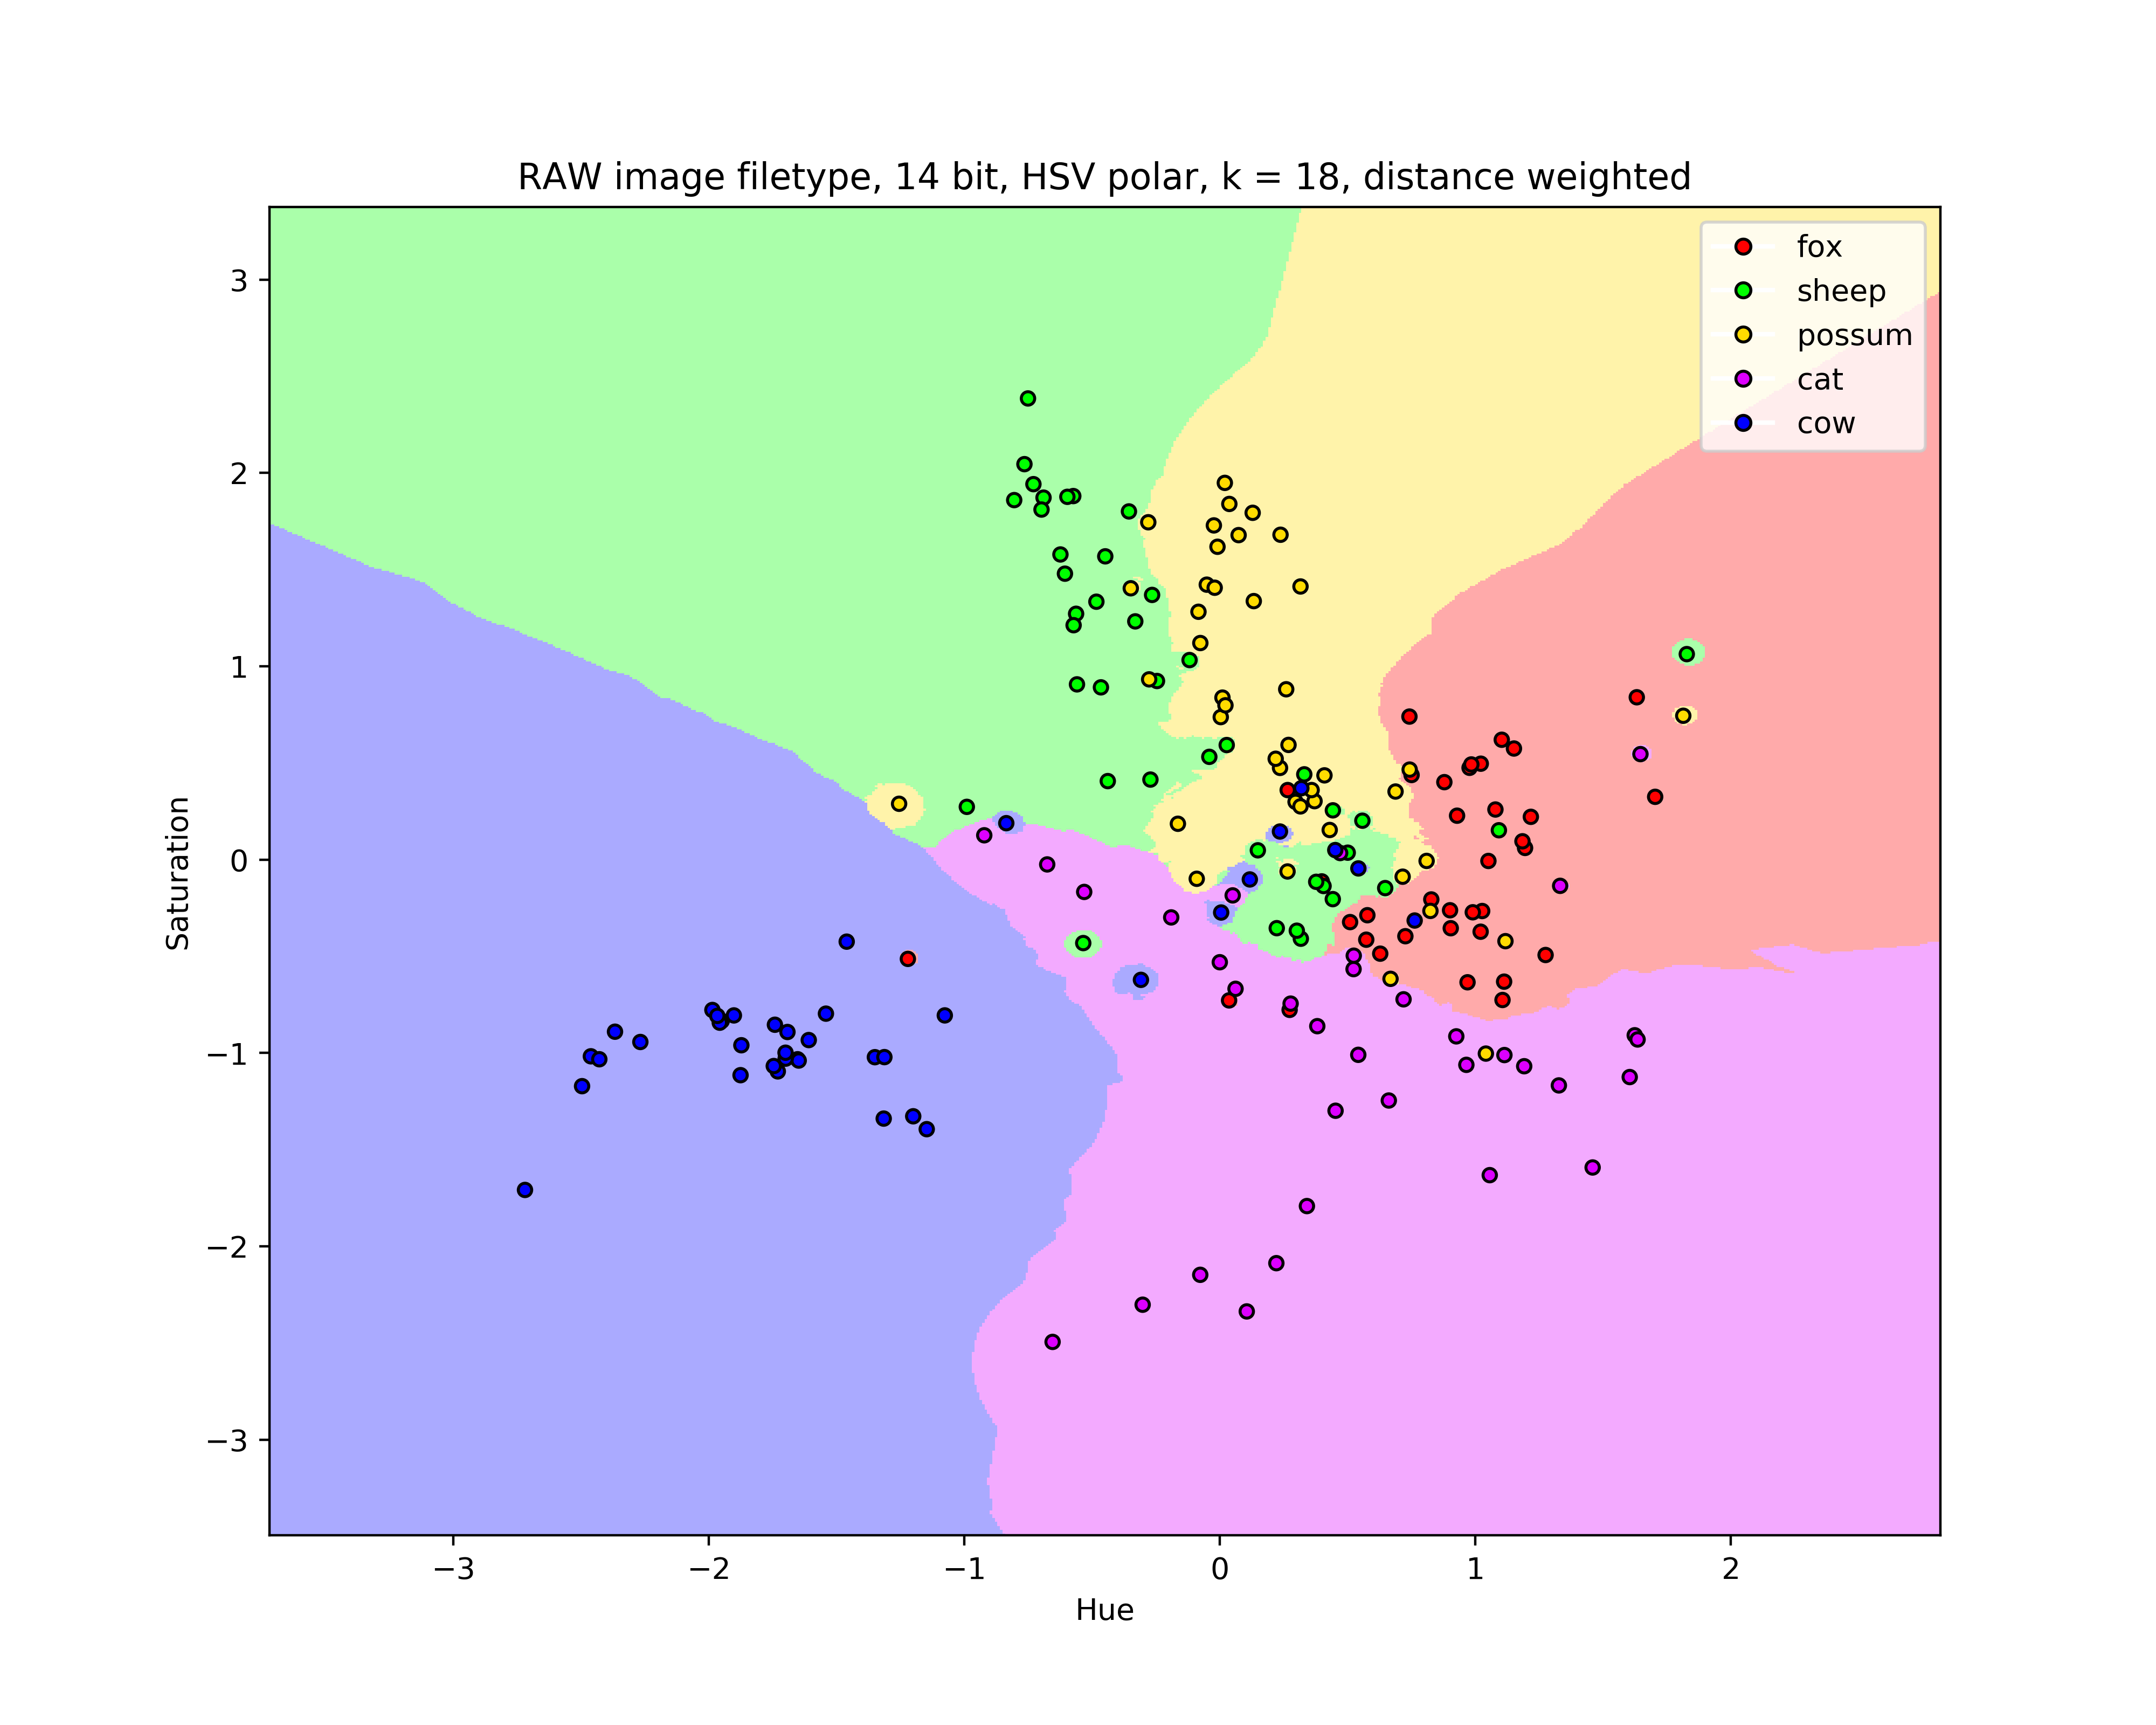 RAW image filetype, 14 bit, HSV polar, k = 18, distance weighted
fox
sheep
possum
cat
cow
3
2
1
0
−1
−2
−3
Saturation
−3
−2
−1
0
1
2
Hue